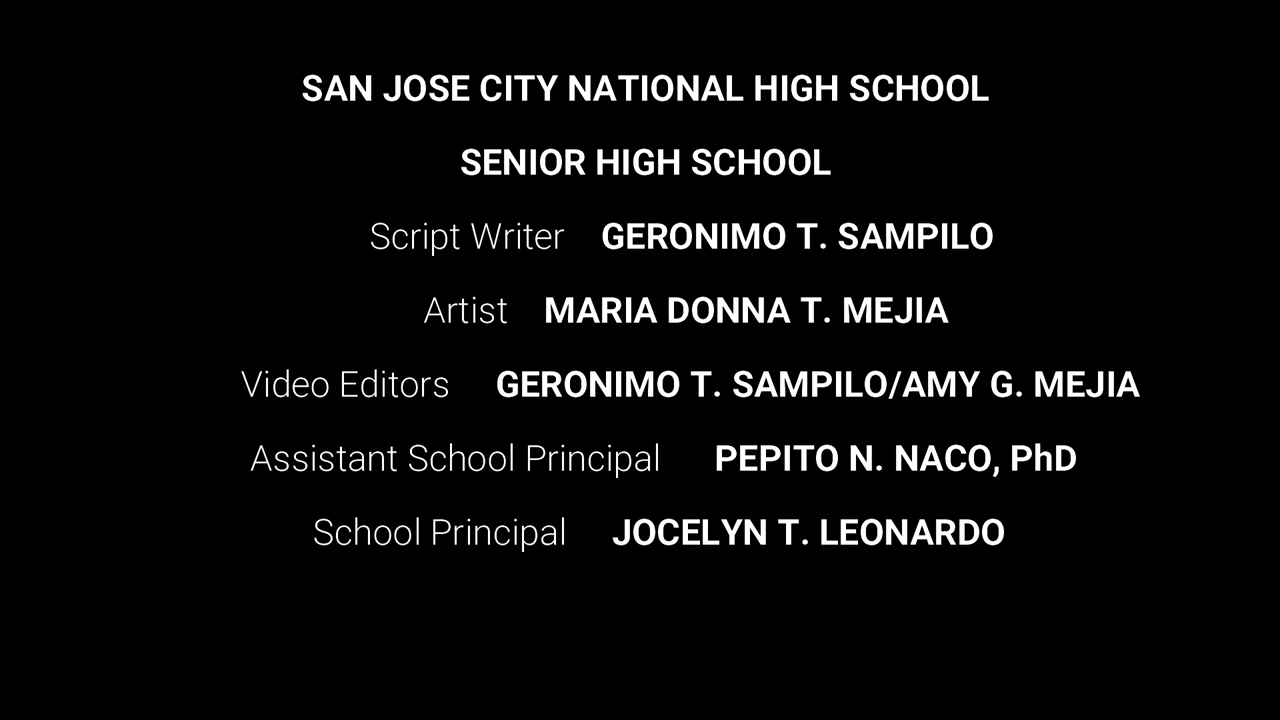 SAN JOSE CITY NATIONAL HIGH SCHOOL
SENIOR HIGH SCHOOL
Script Writer GERONIMO T. SAMPILO
Artist MARIA DONNA T. MEJIA
Video Editors GERONIMO T. SAMPILO/AMY G. MEJIA
Assistant School Principal PEPITO N. NACO, PhD
School Principal JOCELYN T. LEONARDO